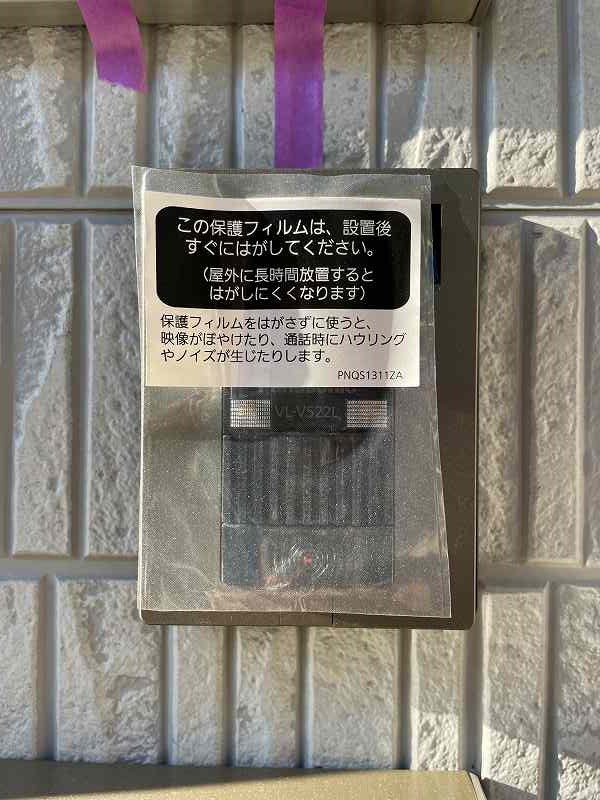 この保護フィルムは、設置後
すぐにはがしてください。
（屋外に長時間放置すると
はがしにくくなります）
保護フィルムをはがさずに使うと、
映像がぼやけたり、通話時にハウリング
やノイズが生じたりします。
PNQS1311ZA
VL-V522L